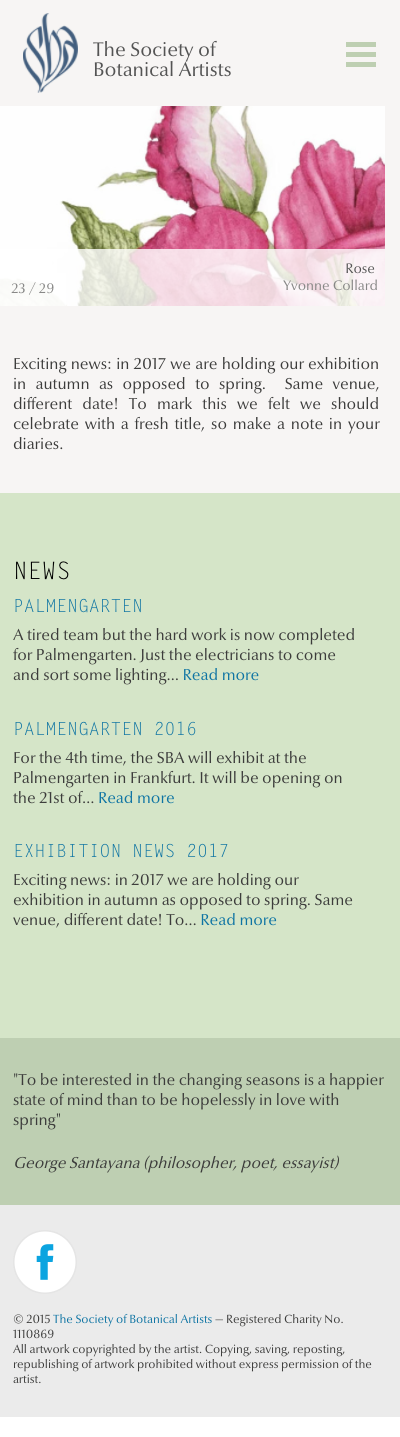 sba
The Society of
Botanical Artists
23 / 29
Rose
Yvonne Collard
Exciting news: in 2017 we are holding our exhibition
in autumn as opposed to spring. Same venue,
different date! To mark this we felt we should
celebrate with a fresh title, so make a note in your
diaries.
NEWS
PALMENGARTEN
A tired team but the hard work is now completed
for Palmengarten. Just the electricians to come
and sort some lighting... Read more
PALMENGARTEN 2016
For the 4th time, the SBA will exhibit at the
Palmengarten in Frankfurt. It will be opening on
the 21st of... Read more
EXHIBITION NEWS 2017
Exciting news: in 2017 we are holding our
exhibition in autumn as opposed to spring. Same
venue, different date! To... Read more
"To be interested in the changing seasons is a happier
state of mind than to be hopelessly in love with
spring"
George Santayana (philosopher, poet, essayist)
f
© 2015 The Society of Botanical Artists – Registered Charity No.
1110869
All artwork copyrighted by the artist. Copying, saving, reposting,
republishing of artwork prohibited without express permission of the
artist.